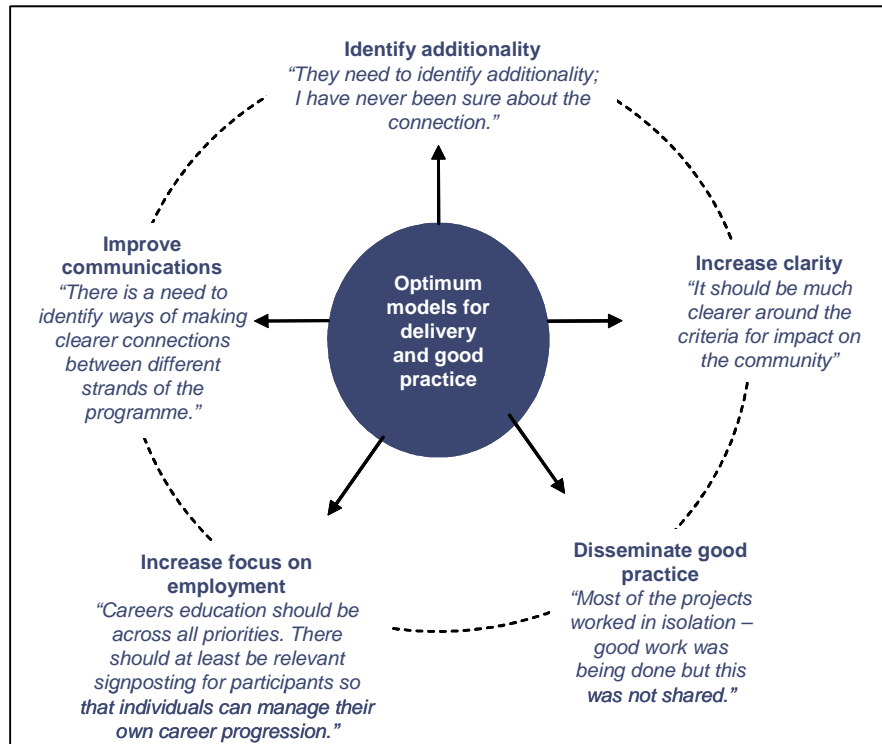 Identify additionality
“They need to identify additionality;
I have never been sure about the
connection.”
Improve
communications
“There is a need to
identify ways of making
clearer connections
between different
strands of the
programme.”
Optimum
models for
delivery
and good
practice
Increase clarity
“It should be much
clearer around the
criteria for impact on
the community”
Increase focus on
employment
“Careers education should be
across all priorities. There
should at least be relevant
signposting for participants so
that individuals can manage their
own career progression.”
Disseminate good
practice
“Most of the projects
worked in isolation –
good work was
being done but this
was not shared.”